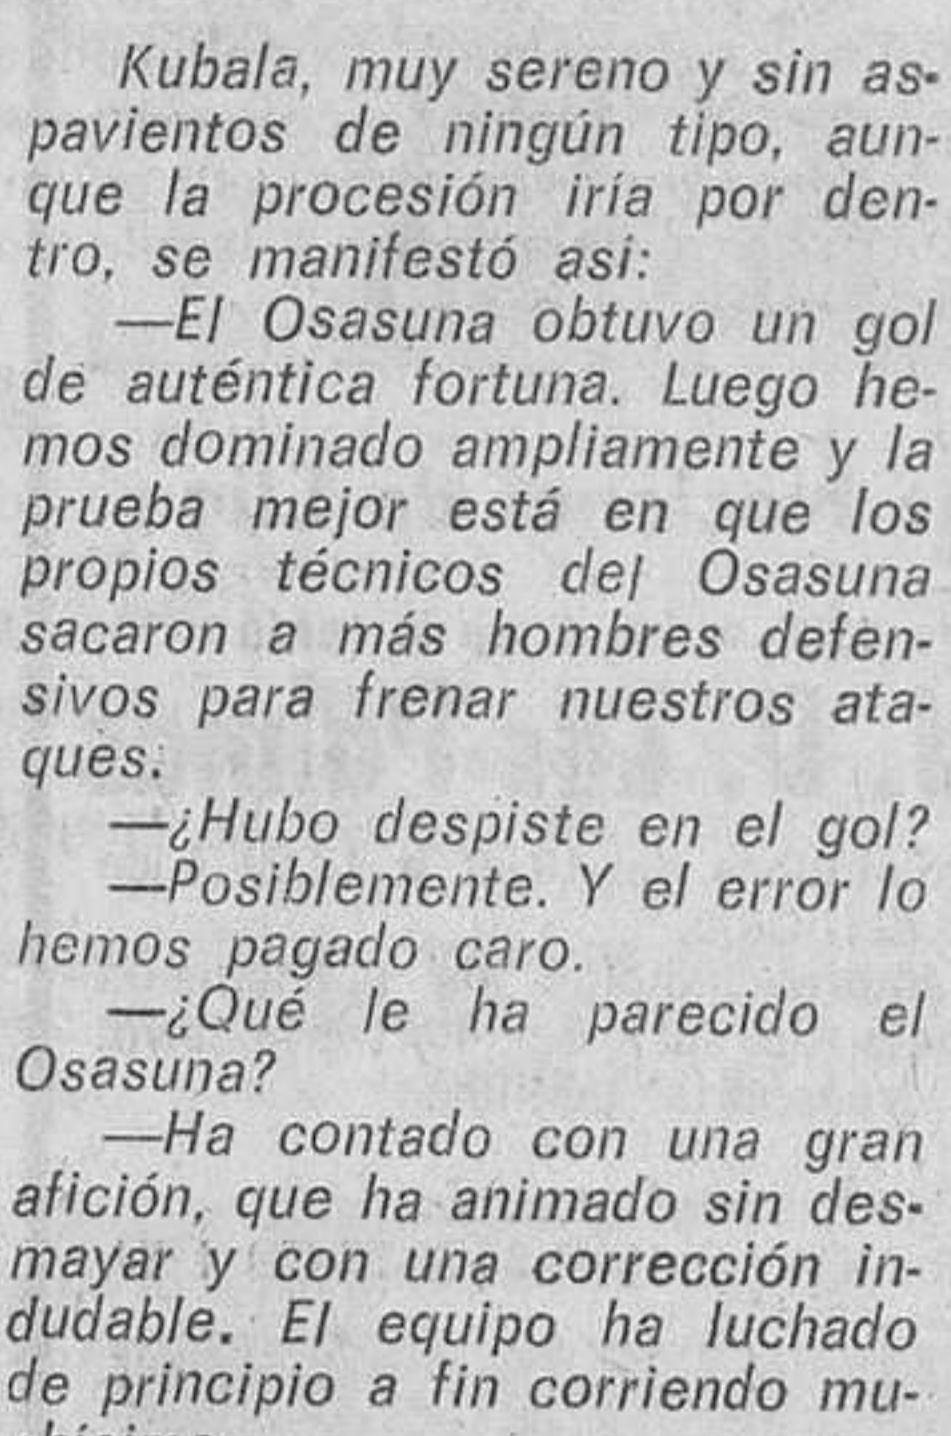 Kubala, muy sereno y sin as-
pavientos de ningún tipo, aun-
que la procesión iría por den-
tro, se manifestó asi:
—El Osasuna obtuvo un gol
de auténtica fortuna. Luego he-
mos dominado ampliamente y la
prueba mejor está en que los
propios técnicos del Osasuna
sacaron a más hombres defen-
sivos para frenar nuestros ata-
ques.
—¿Hubo despiste en el gol?
—Posiblemente. Y el error lo
hemos pagado caro.
—¿Qué le ha parecido el
Osasuna?
—Ha contado con una gran
afición, que ha animado sin des-
mayar y con una corrección in-
dudable. El equipo ha luchado
de principio a fin corriendo mu-